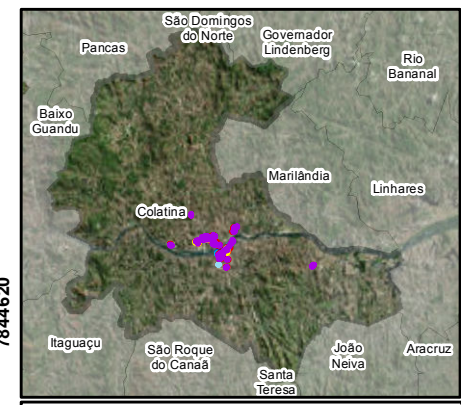 São Domingos
do Norte
Governador
Lindenberg
Pancas
Rio
Bananal
Baixo
Guandu
Marilândia
Linhares
Colatina
7844620
Itaguaçu
São Roque
do Canaã
João
Neiva
Aracruz
Santa
Teresa